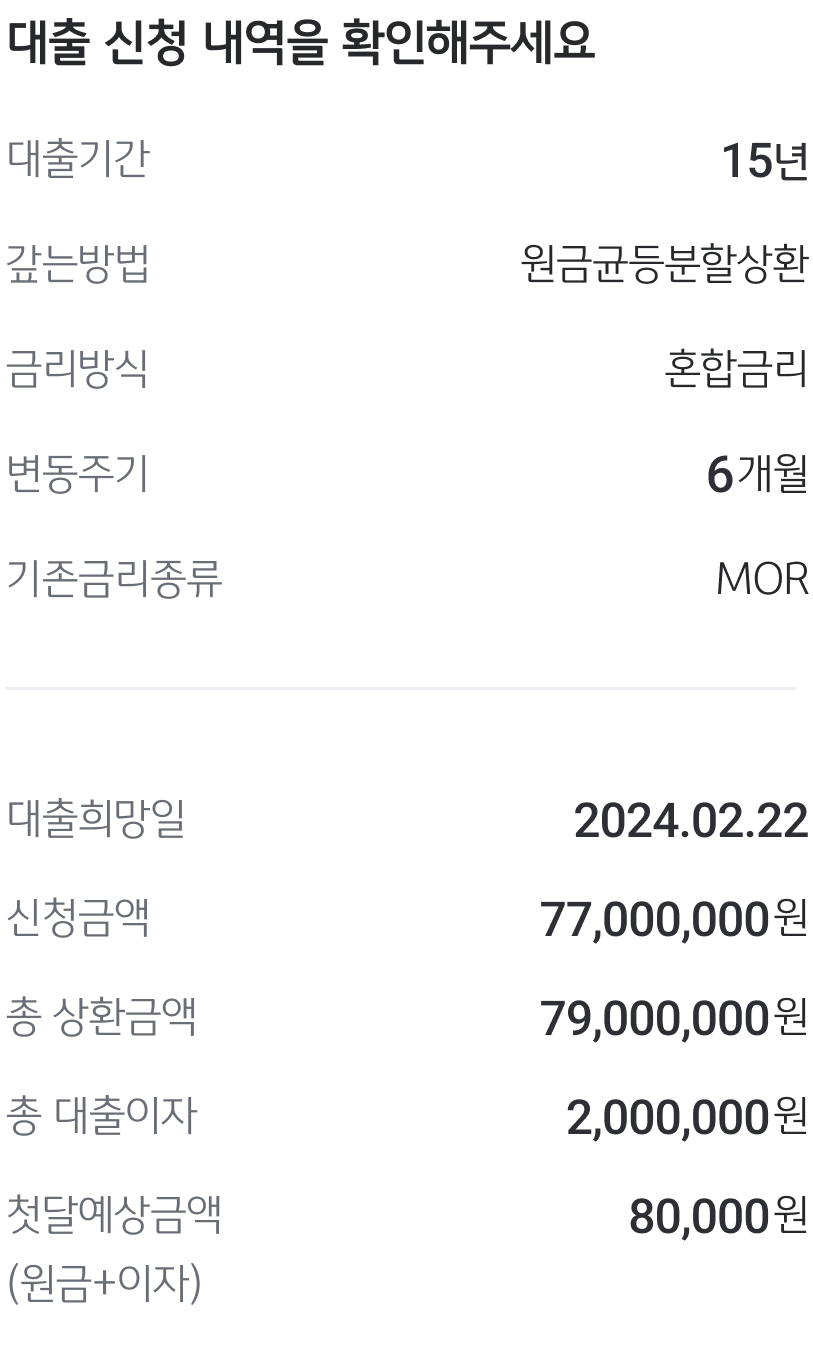 대출 신청 내역을 확인해주세요
대출기간 15년
갚는방법 원금균등분할상환
금리방식 혼합금리
변동주기 6개월
기존금리종류 MOR
대출희망일 2024.02.22
신청금액 77,000,000원
총 상환금액 79,000,000원
총 대출이자 2,000,000원
첫달예상금액 80,000원
(원금+이자)